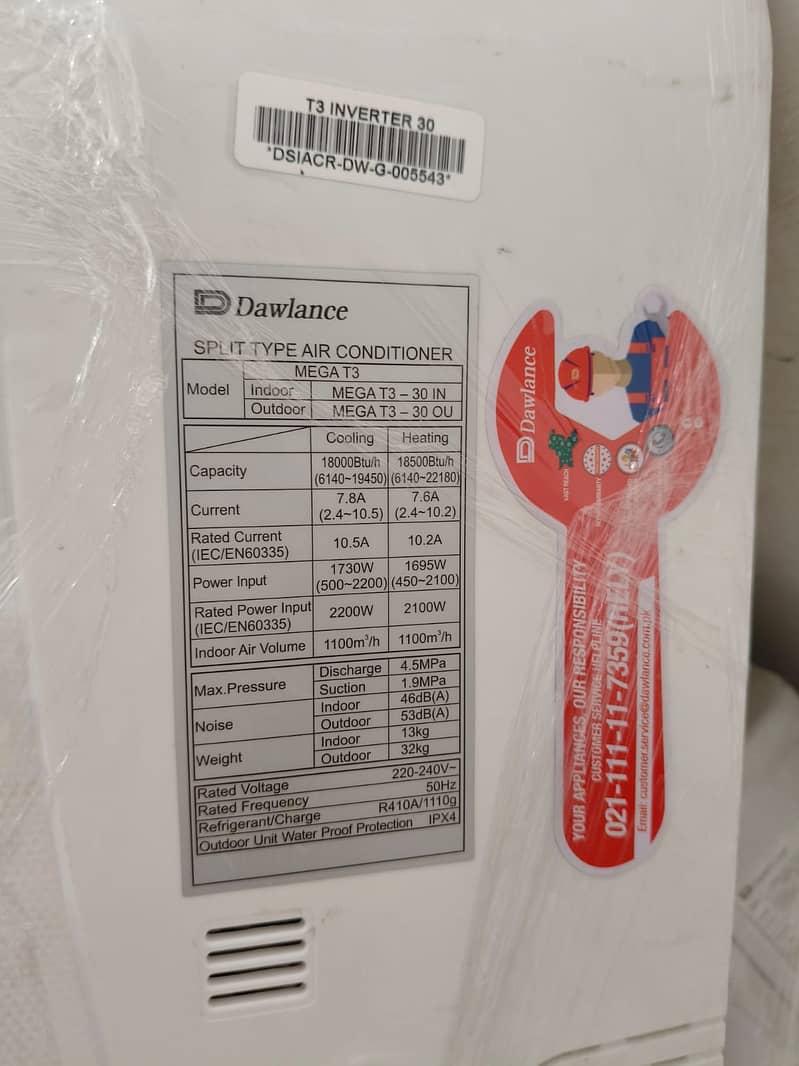 T3 INVERTER 30
*DSIACR-DW-G-005543*
Dawlance
SPLIT TYPE AIR CONDITIONER
Model MEGA T3
Indoor MEGA T3 – 30 IN
Outdoor MEGA T3 – 30 OU
Cooling Heating
Capacity 18000Btu/h (6140~19450) 18500Btu/h (6140~22180)
Current 7.8A (2.4~10.5) 7.6A (2.4~10.2)
Rated Current (IEC/EN60335) 10.5A 10.2A
Power Input 1730W (500~2200) 1695W (450~2100)
Rated Power Input (IEC/EN60335) 2200W 2100W
Indoor Air Volume 1100m³/h 1100m³/h
Max.Pressure Discharge 4.5MPa
Suction 1.9MPa
Noise Indoor 46dB(A)
Outdoor 53dB(A)
Weight Indoor 13kg
Outdoor 32kg
Rated Voltage 220-240V~
Rated Frequency 50Hz
Refrigerant/Charge R410A/1110g
Outdoor Unit Water Proof Protection IPX4
Dawlance
YOUR APPLIANCES, OUR RESPONSIBILITY
CUSTOMER SERVICE HELPLINE
021-111-11-7359
Email: customer.service@dawlance.com.pk